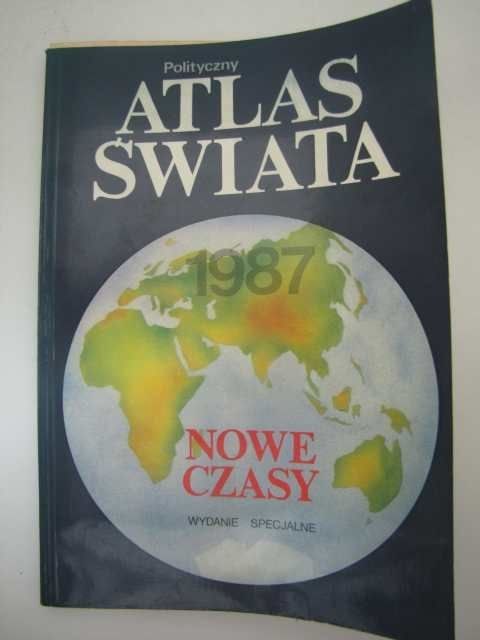 Polityczny
ATLAS
ŚWIATA
1987
NOWE
CZASY
WYDANIE SPECJALNE